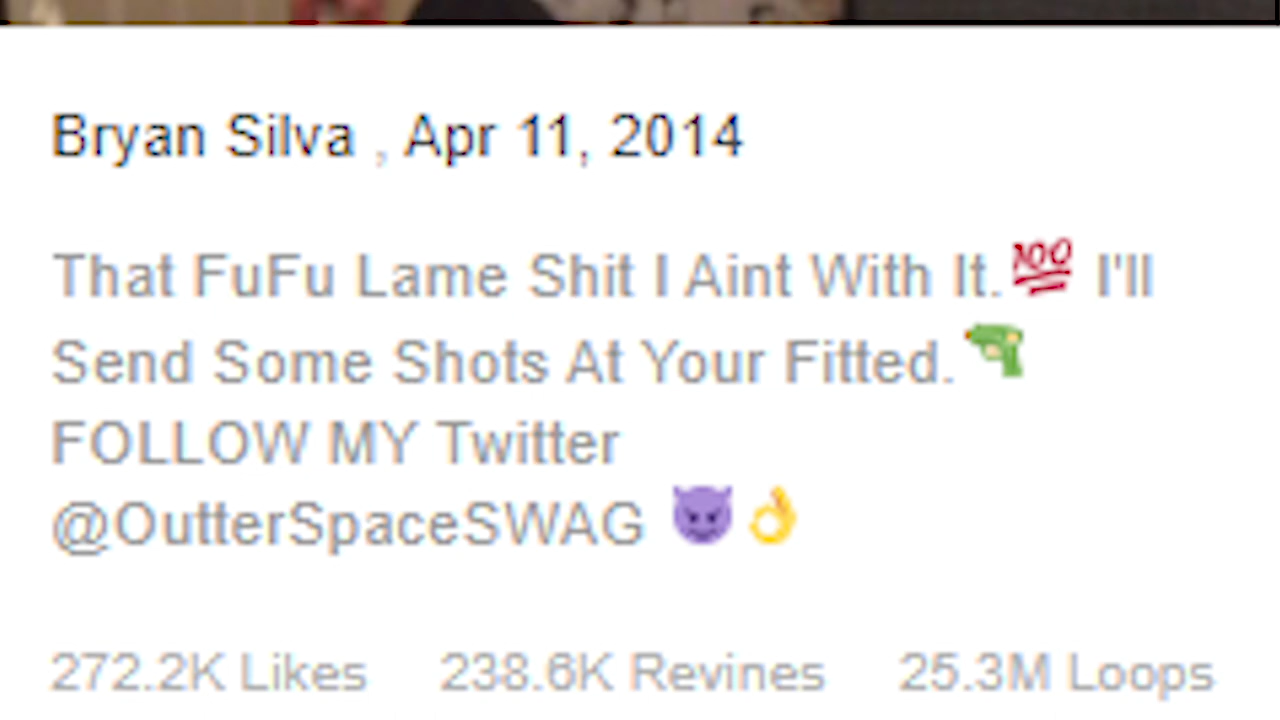 Bryan Silva , Apr 11, 2014
That FuFu Lame Shit I Aint With It.💯 I'll
Send Some Shots At Your Fitted.🔫
FOLLOW MY Twitter
@OutterSpaceSWAG 😈👌
272.2K Likes 238.6K Revines 25.3M Loops